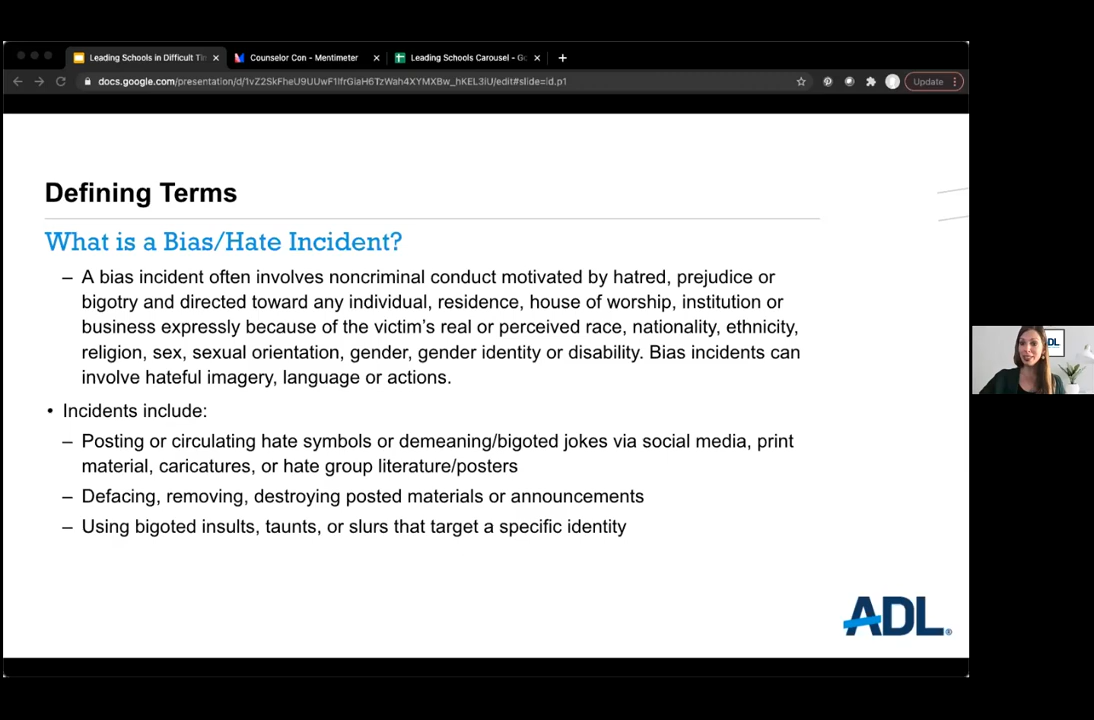 Leading Schools in Difficult Ti
Counselor Con - Mentimeter
Leading Schools Carousel - Go
Update
Defining Terms
What is a Bias/Hate Incident?
– A bias incident often involves noncriminal conduct motivated by hatred, prejudice or
bigotry and directed toward any individual, residence, house of worship, institution or
business expressly because of the victim's real or perceived race, nationality, ethnicity,
religion, sex, sexual orientation, gender, gender identity or disability. Bias incidents can
involve hateful imagery, language or actions.
• Incidents include:
– Posting or circulating hate symbols or demeaning/bigoted jokes via social media, print
material, caricatures, or hate group literature/posters
– Defacing, removing, destroying posted materials or announcements
– Using bigoted insults, taunts, or slurs that target a specific identity
DL
ADL®